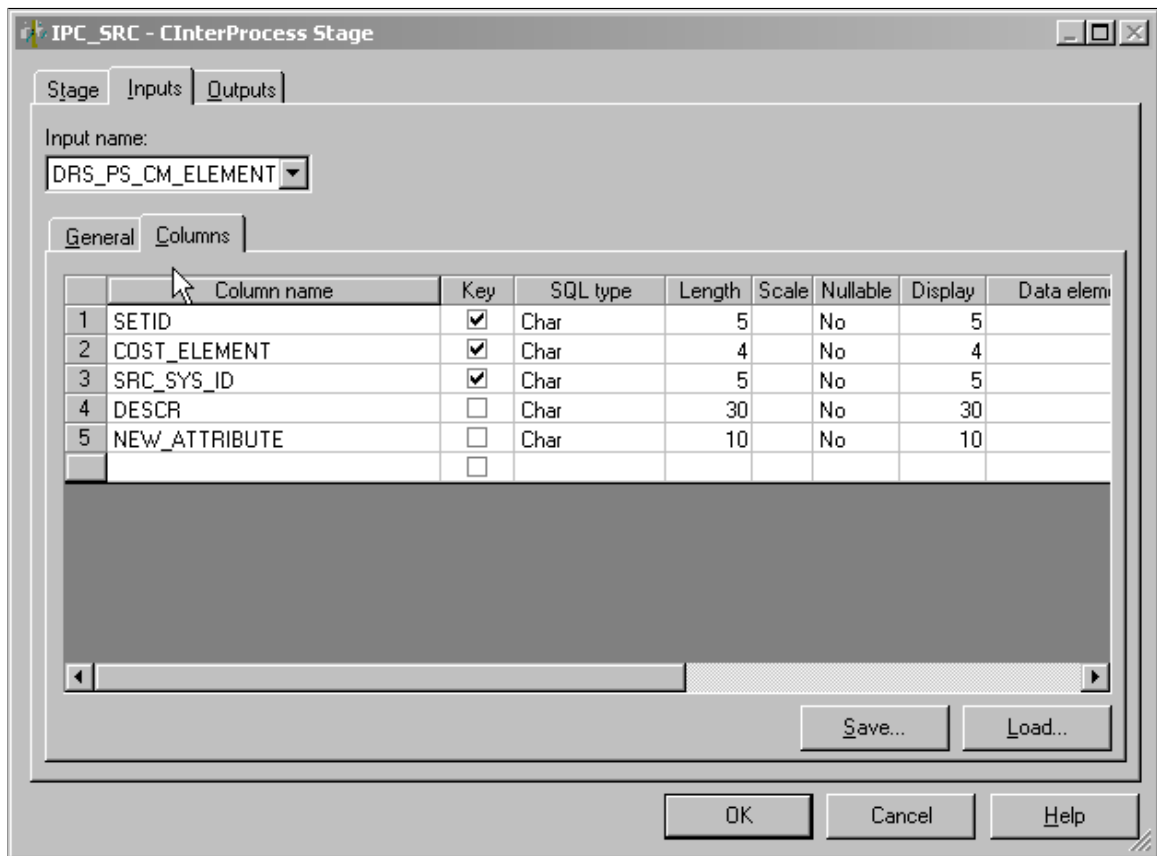 IPC_SRC - CInterProcess Stage
Stage Inputs Outputs
Input name:
DRS_PS_CM_ELEMENT
General Columns
Column name Key SQL type Length Scale Nullable Display Data eleme
1 SETID Char 5 No 5
2 COST_ELEMENT Char 4 No 4
3 SRC_SYS_ID Char 5 No 5
4 DESCR Char 30 No 30
5 NEW_ATTRIBUTE Char 10 No 10
Save... Load...
OK Cancel Help